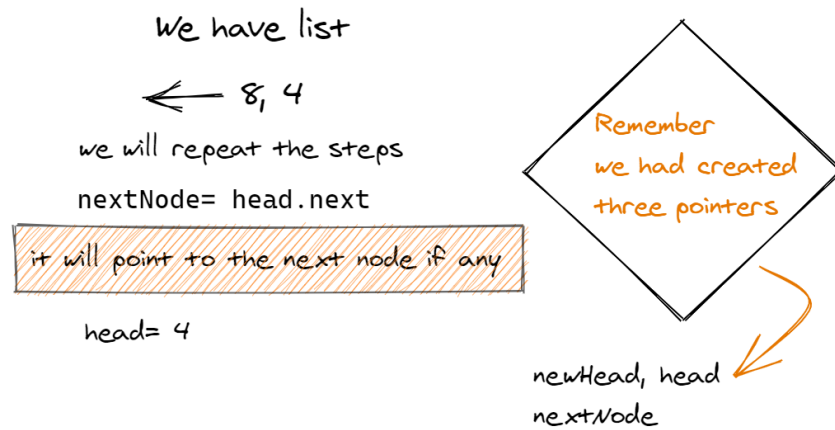 We have list
8, 4
we will repeat the steps
nextNode= head.next
it will point to the next node if any
head= 4
Remember
we had created
three pointers
newHead, head
nextNode